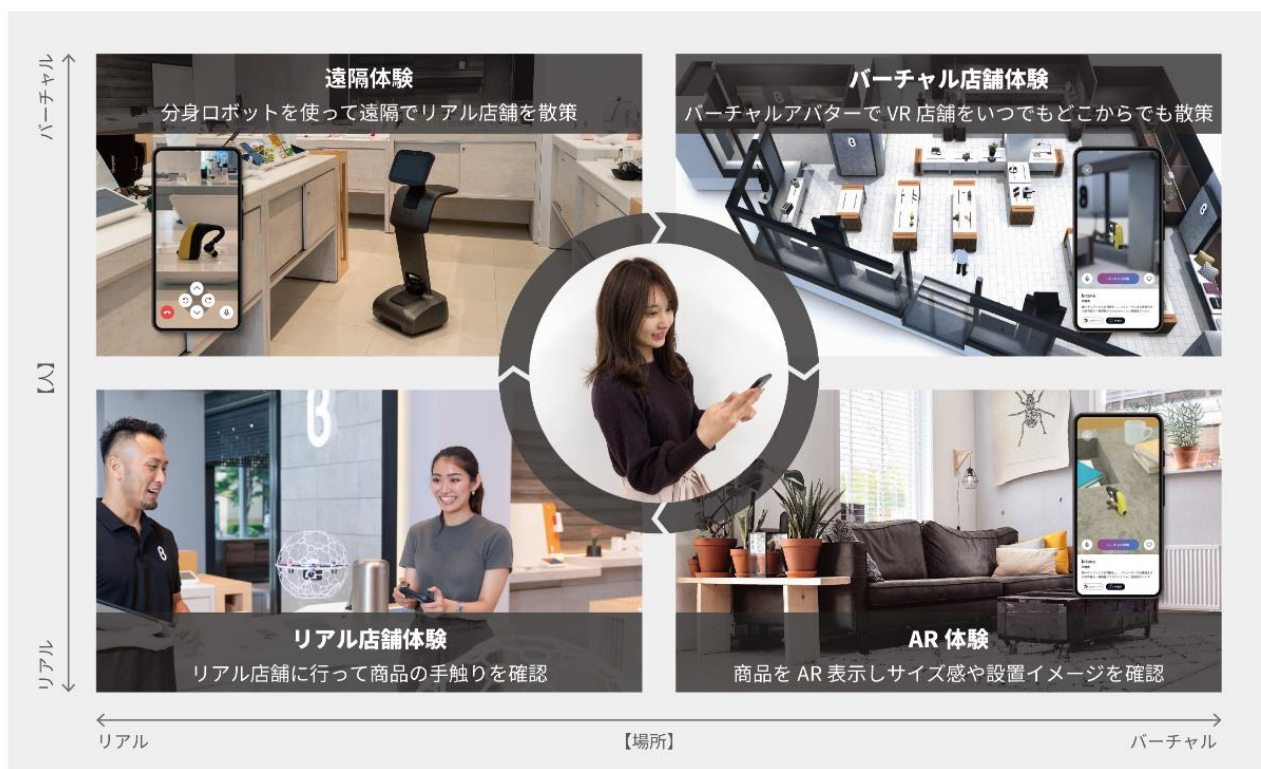 バーチャル
遠隔体験
分身ロボットを使って遠隔でリアル店舗を散策
バーチャル店舗体験
バーチャルアバターで VR 店舗をいつでもどこからでも散策
【人】
リアル店舗体験
リアル店舗に行って商品の手触りを確認
AR 体験
商品を AR 表示しサイズ感や設置イメージを確認
リアル
リアル
【場所】
バーチャル